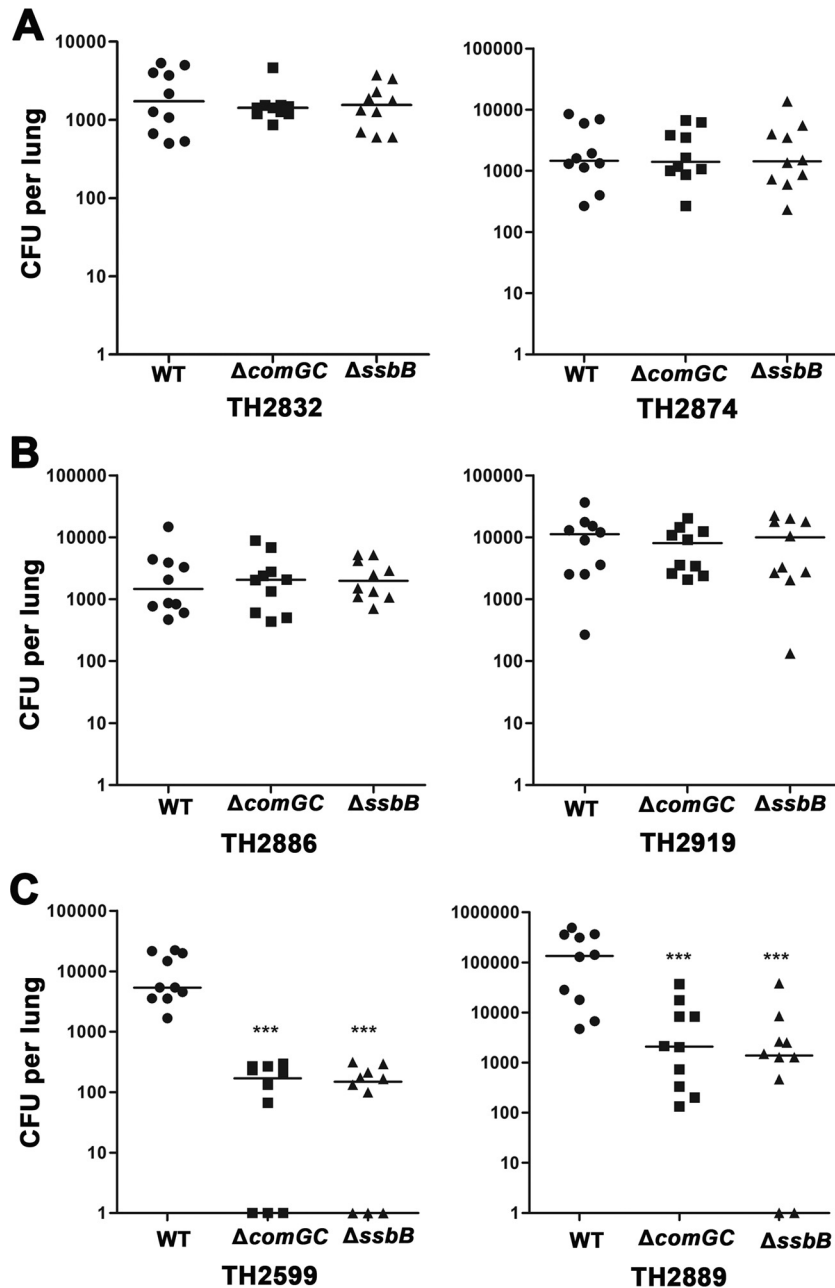 A
CFU per lung
10000
1000
100
10
1
WT ΔcomGC ΔssbB
TH2832
100000
10000
1000
100
10
1
WT ΔcomGC ΔssbB
TH2874
B
CFU per lung
100000
10000
1000
100
10
1
WT ΔcomGC ΔssbB
TH2886
100000
10000
1000
100
10
1
WT ΔcomGC ΔssbB
TH2919
C
CFU per lung
100000
10000
1000
100
10
1
*** ***
WT ΔcomGC ΔssbB
TH2599
1000000
100000
10000
1000
100
10
1
*** ***
WT ΔcomGC ΔssbB
TH2889